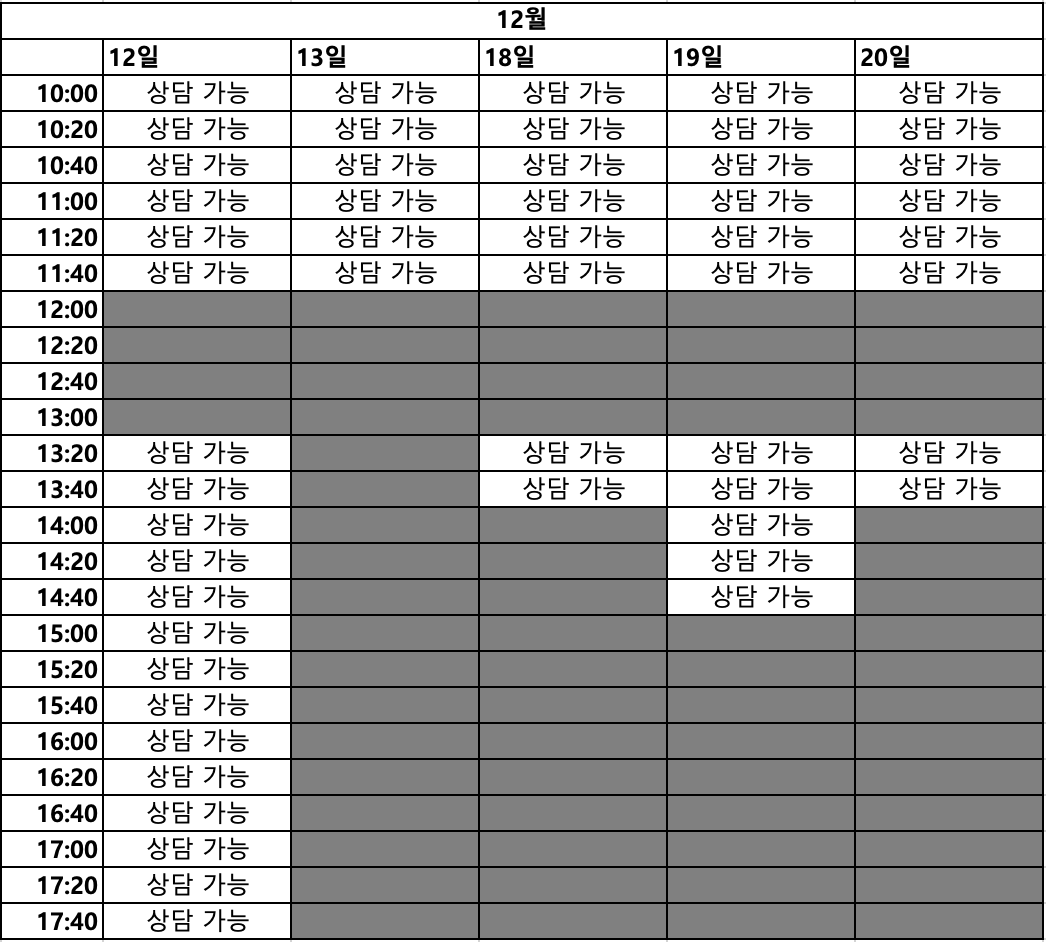 12월
12일 13일 18일 19일 20일
10:00 상담 가능 상담 가능 상담 가능 상담 가능 상담 가능
10:20 상담 가능 상담 가능 상담 가능 상담 가능 상담 가능
10:40 상담 가능 상담 가능 상담 가능 상담 가능 상담 가능
11:00 상담 가능 상담 가능 상담 가능 상담 가능 상담 가능
11:20 상담 가능 상담 가능 상담 가능 상담 가능 상담 가능
11:40 상담 가능 상담 가능 상담 가능 상담 가능 상담 가능
12:00
12:20
12:40
13:00
13:20 상담 가능 상담 가능 상담 가능 상담 가능
13:40 상담 가능 상담 가능 상담 가능 상담 가능
14:00 상담 가능 상담 가능
14:20 상담 가능 상담 가능
14:40 상담 가능 상담 가능
15:00 상담 가능
15:20 상담 가능
15:40 상담 가능
16:00 상담 가능
16:20 상담 가능
16:40 상담 가능
17:00 상담 가능
17:20 상담 가능
17:40 상담 가능